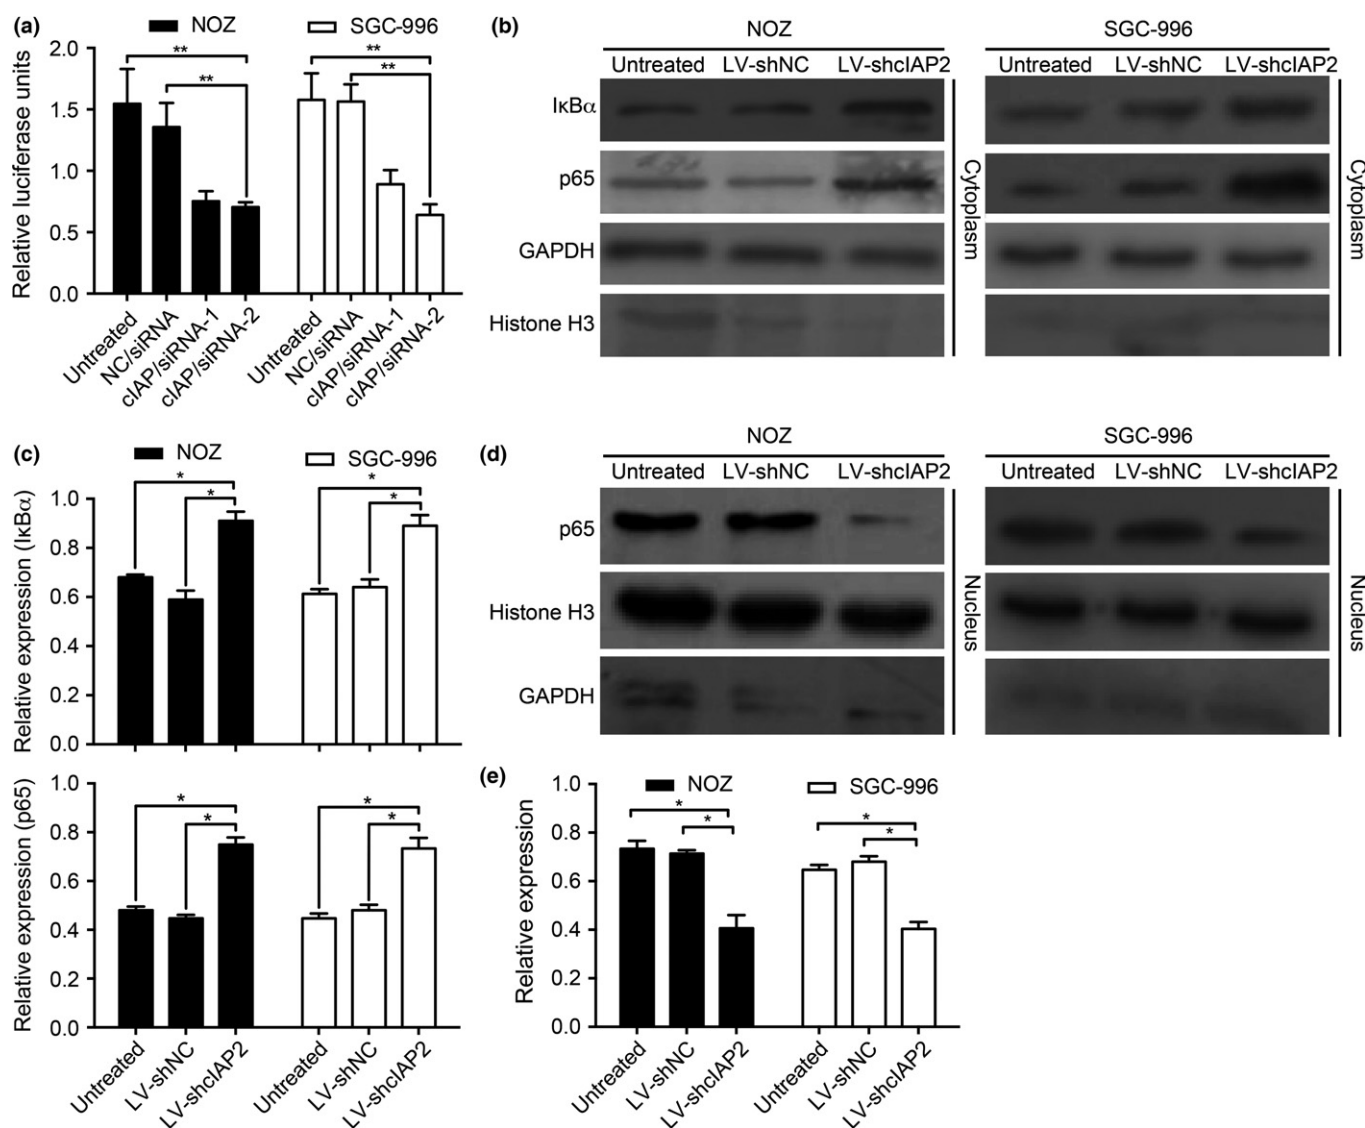 (a)
NOZ
SGC-996
Relative luciferase units
2.0
1.5
1.0
0.5
0.0
**
**
**
**
Untreated
NC/siRNA
cIAP/siRNA-1
cIAP/siRNA-2
Untreated
NC/siRNA
cIAP/siRNA-1
cIAP/siRNA-2
(b)
NOZ
SGC-996
Untreated LV-shNC LV-shcIAP2
Untreated LV-shNC LV-shcIAP2
IκBα
p65
GAPDH
Histone H3
Cytoplasm
Cytoplasm
(c)
NOZ
SGC-996
Relative expression (IκBα)
1.0
0.8
0.6
0.4
0.2
0.0
*
*
*
*
Relative expression (p65)
1.0
0.8
0.6
0.4
0.2
0.0
*
*
*
*
Untreated
LV-shNC
LV-shcIAP2
Untreated
LV-shNC
LV-shcIAP2
(d)
NOZ
SGC-996
Untreated LV-shNC LV-shcIAP2
Untreated LV-shNC LV-shcIAP2
p65
Histone H3
GAPDH
Nucleus
Nucleus
(e)
NOZ
SGC-996
Relative expression
1.0
0.8
0.6
0.4
0.2
0.0
*
*
*
*
Untreated
LV-shNC
LV-shcIAP2
Untreated
LV-shNC
LV-shcIAP2